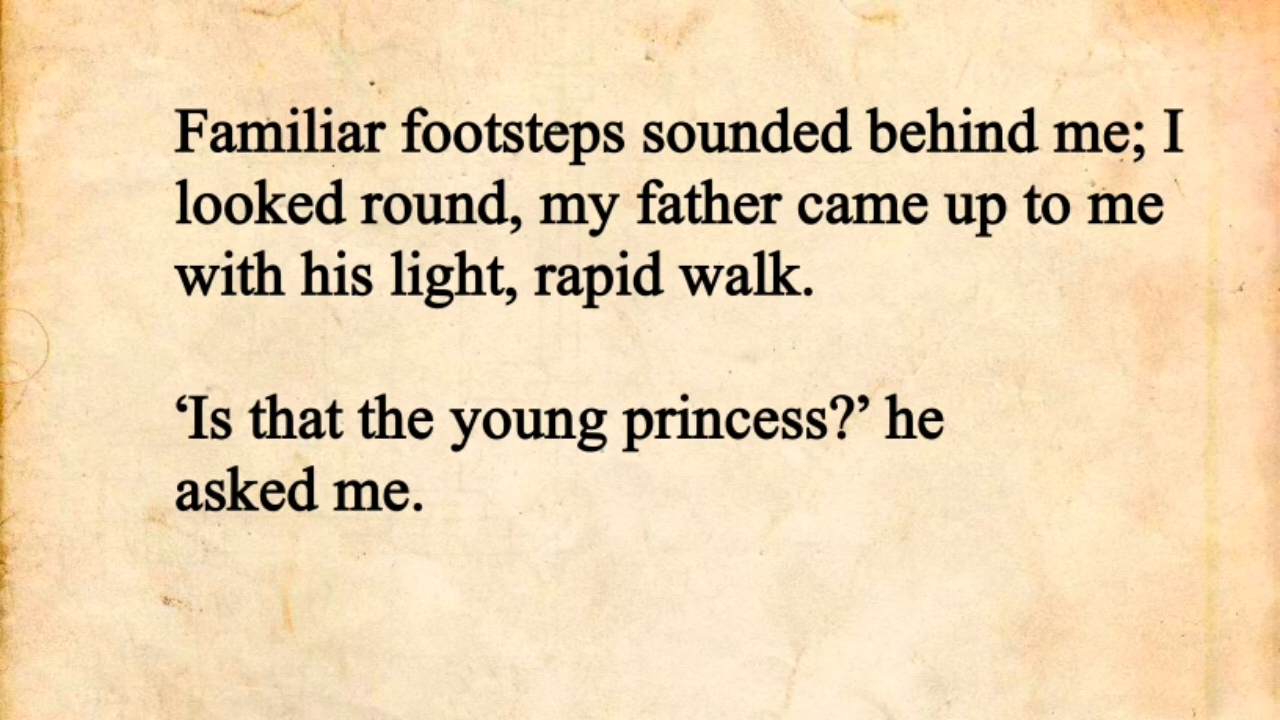 Familiar footsteps sounded behind me; I
looked round, my father came up to me
with his light, rapid walk.
‘Is that the young princess?’ he
asked me.